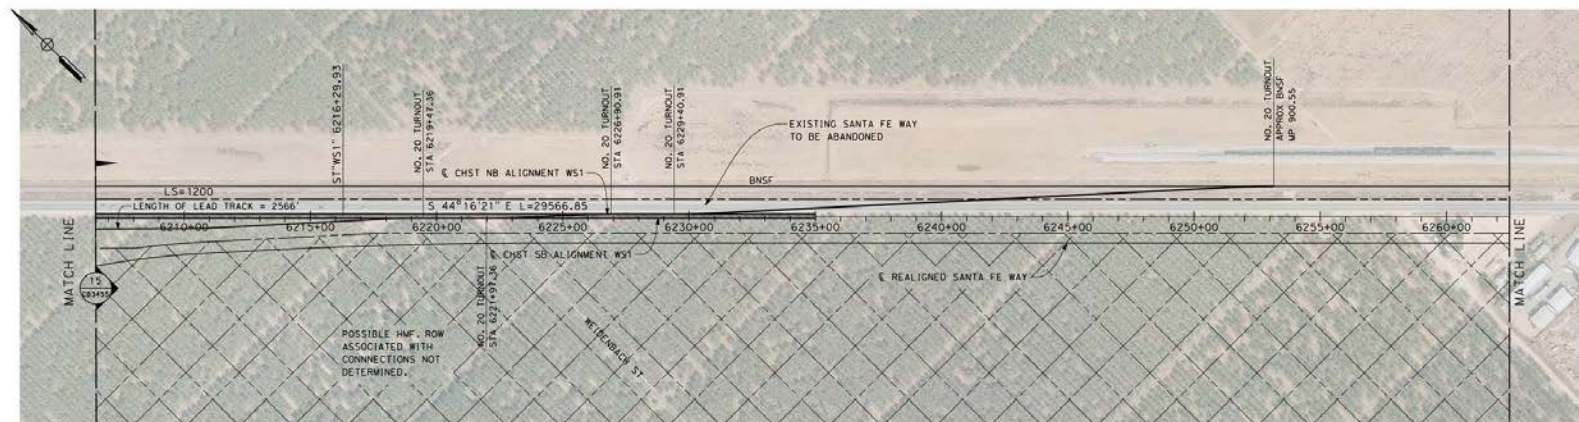 ST"WS1" 6216+29.93
NO. 20 TURNOUT
STA 6219+47.36
NO. 20 TURNOUT
STA 6226+90.91
NO. 20 TURNOUT
STA 6229+40.91
NO. 20 TURNOUT
APPROX BNSF
MP 900.55
EXISTING SANTA FE WAY
TO BE ABANDONED
℄ CHST NB ALIGNMENT WS1
BNSF
LS=1200
LENGTH OF LEAD TRACK = 2566'
S 44°16'21" E L=29566.85
6210+00
6215+00
6220+00
6225+00
6230+00
6235+00
6240+00
6245+00
6250+00
6255+00
6260+00
MATCH LINE
MATCH LINE
℄ CHST SB ALIGNMENT WS1
℄ REALIGNED SANTA FE WAY
15
CB3455
NO. 20 TURNOUT
STA 6221+97.36
WEIDENBACH ST
POSSIBLE HMF. ROW
ASSOCIATED WITH
CONNNECTIONS NOT
DETERMINED.